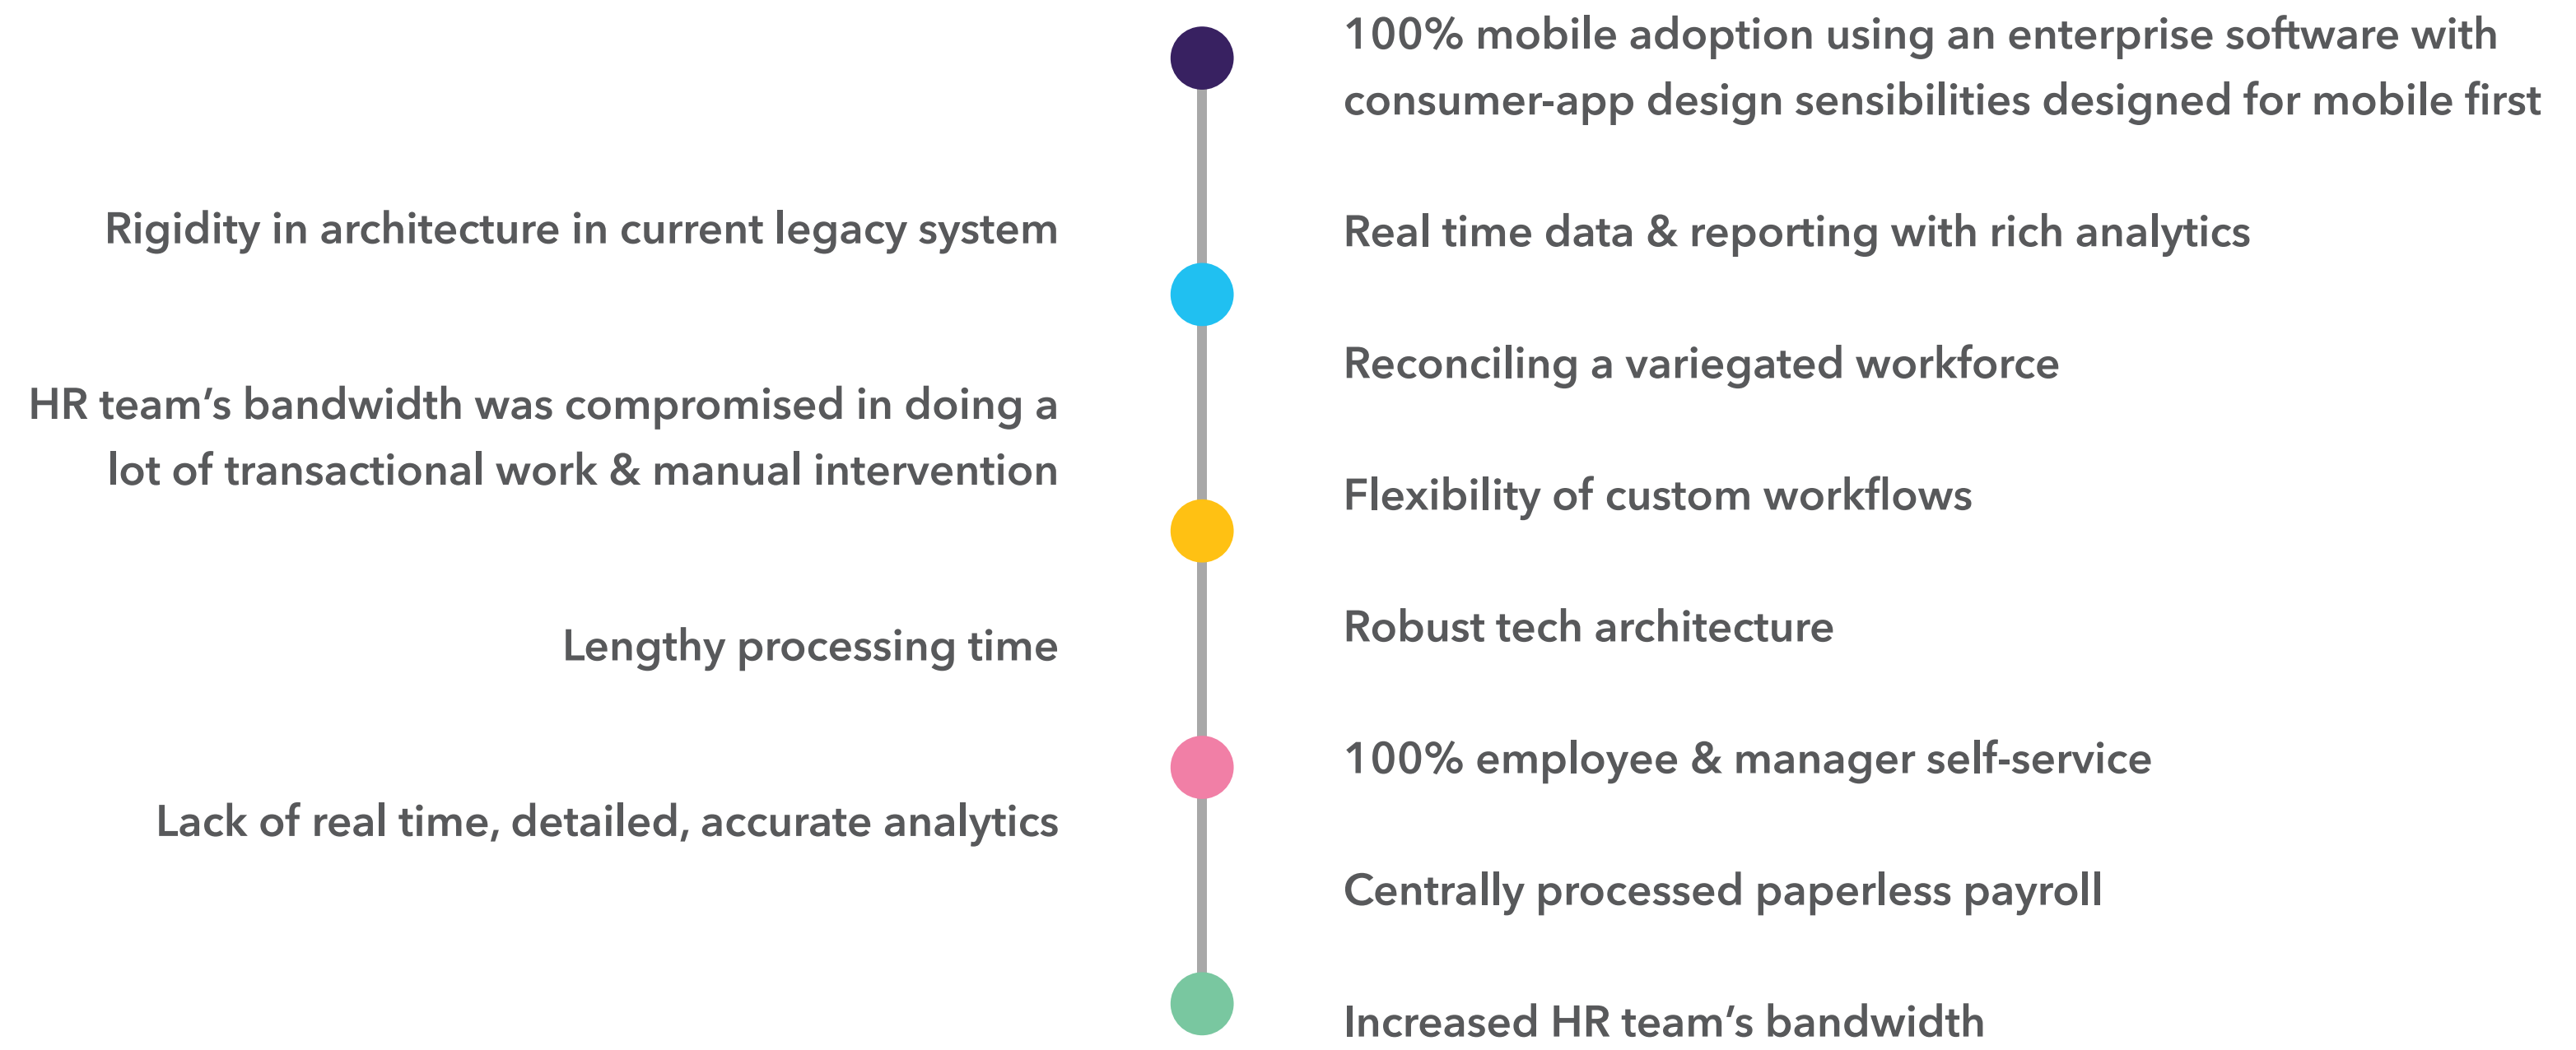 Rigidity in architecture in current legacy system
HR team’s bandwidth was compromised in doing a
lot of transactional work & manual intervention
Lengthy processing time
Lack of real time, detailed, accurate analytics
100% mobile adoption using an enterprise software with
consumer-app design sensibilities designed for mobile first
Real time data & reporting with rich analytics
Reconciling a variegated workforce
Flexibility of custom workflows
Robust tech architecture
100% employee & manager self-service
Centrally processed paperless payroll
Increased HR team’s bandwidth